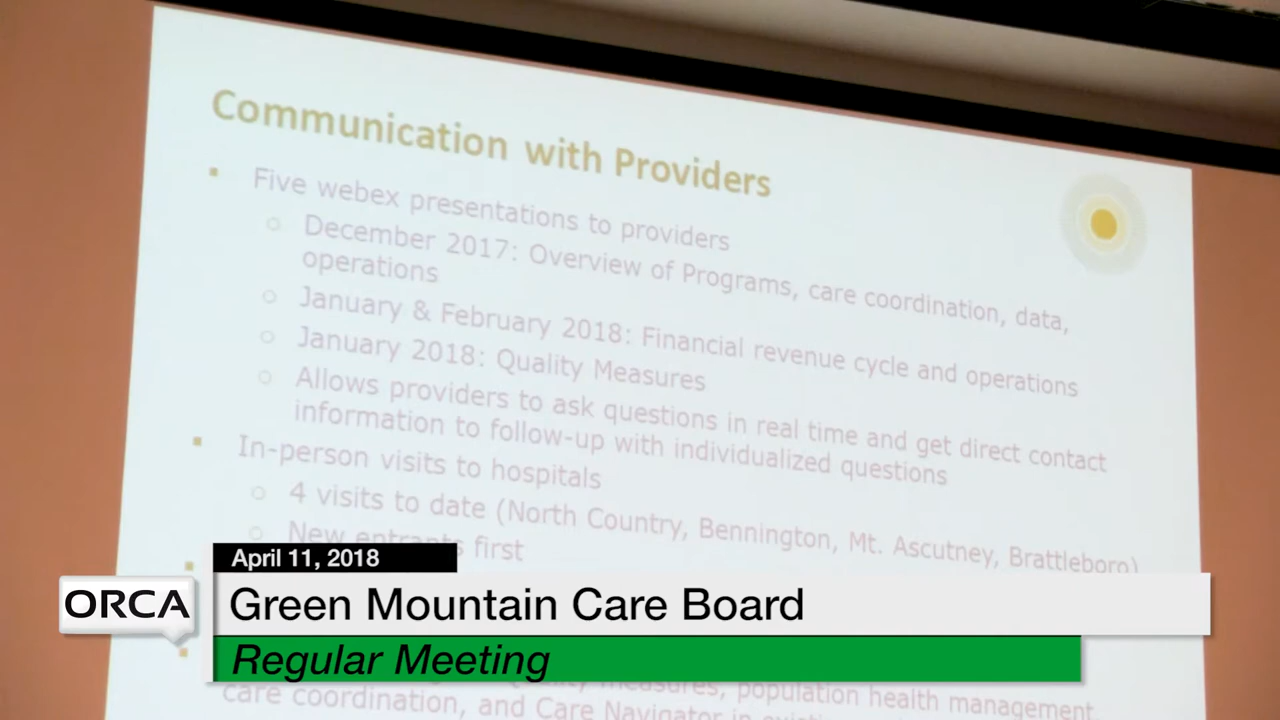 Communication with Providers
Five webex presentations to providers
December 2017: Overview of Programs, care coordination, data,
operations
January & February 2018: Financial revenue cycle and operations
January 2018: Quality Measures
Allows providers to ask questions in real time and get direct contact
information to follow-up with individualized questions
In-person visits to hospitals
4 visits to date (North Country, Bennington, Mt. Ascutney, Brattleboro)
New entrants first
April 11, 2018
ORCA
Green Mountain Care Board
Regular Meeting
measures, population health management,
care coordination, and Care Navigator in